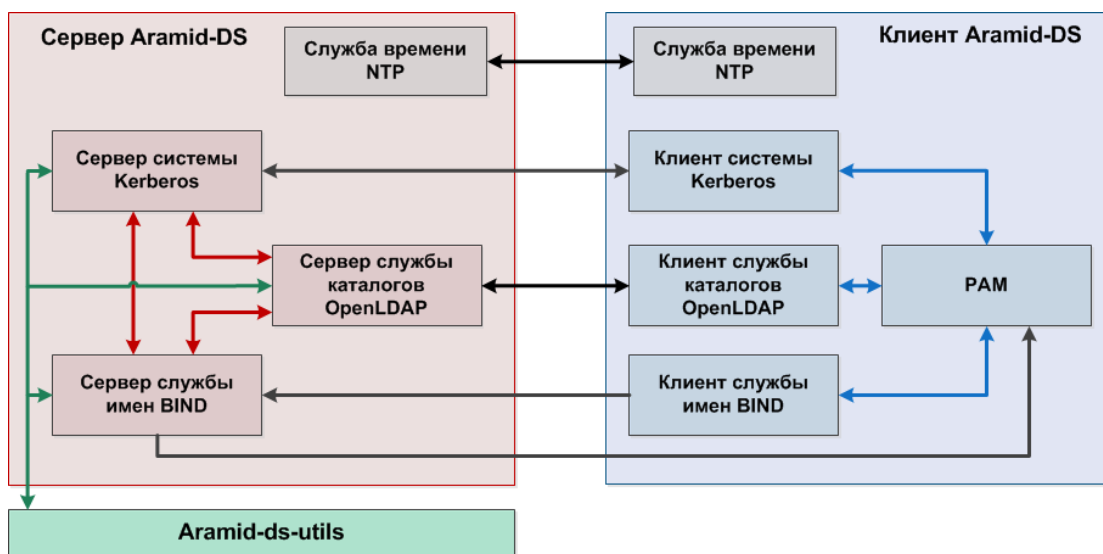 Сервер Aramid-DS
Служба времени
NTP
Сервер системы
Kerberos
Сервер службы
каталогов
OpenLDAP
Сервер службы
имен BIND
Клиент Aramid-DS
Служба времени
NTP
Клиент системы
Kerberos
Клиент службы
каталогов
OpenLDAP
PAM
Клиент службы
имен BIND
Aramid-ds-utils